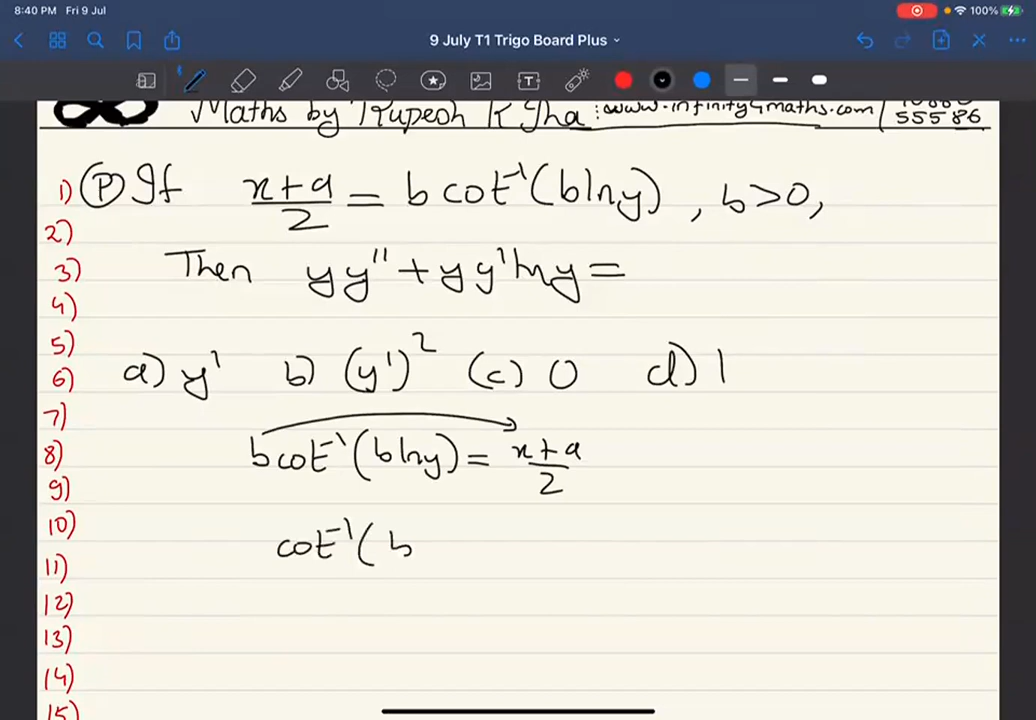 8:40 PM Fri 9 Jul
100%
9 July T1 Trigo Board Plus
Maths by Rupesh K Jha : www.infinity4maths.com/
55586
1) (P) If (x+a)/2 = b cot⁻¹(b ln y), b>0,
2)
3) Then yy'' + yy' ln y =
4)
5)
6) a) y' b) (y')² (c) 0 d) 1
7)
8) b cot⁻¹(b ln y) = (x+a)/2
9)
10)
11) cot⁻¹( b
12)
13)
14)
15)